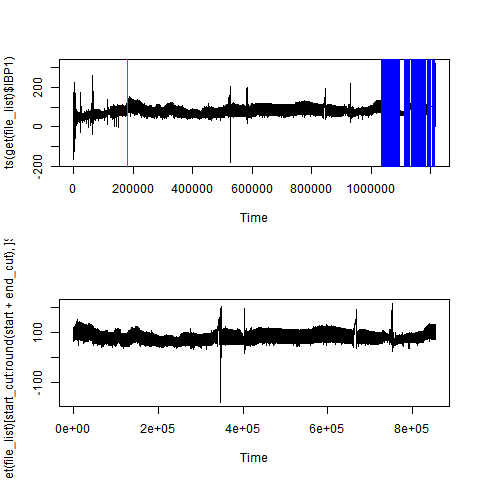 ts(get(file_list)$IBP1)
-200
0
200
0
200000
400000
600000
800000
1000000
Time
et(file_list)[start_cut:round(start + end_cut), ]$
-100
100
0e+00
2e+05
4e+05
6e+05
8e+05
Time